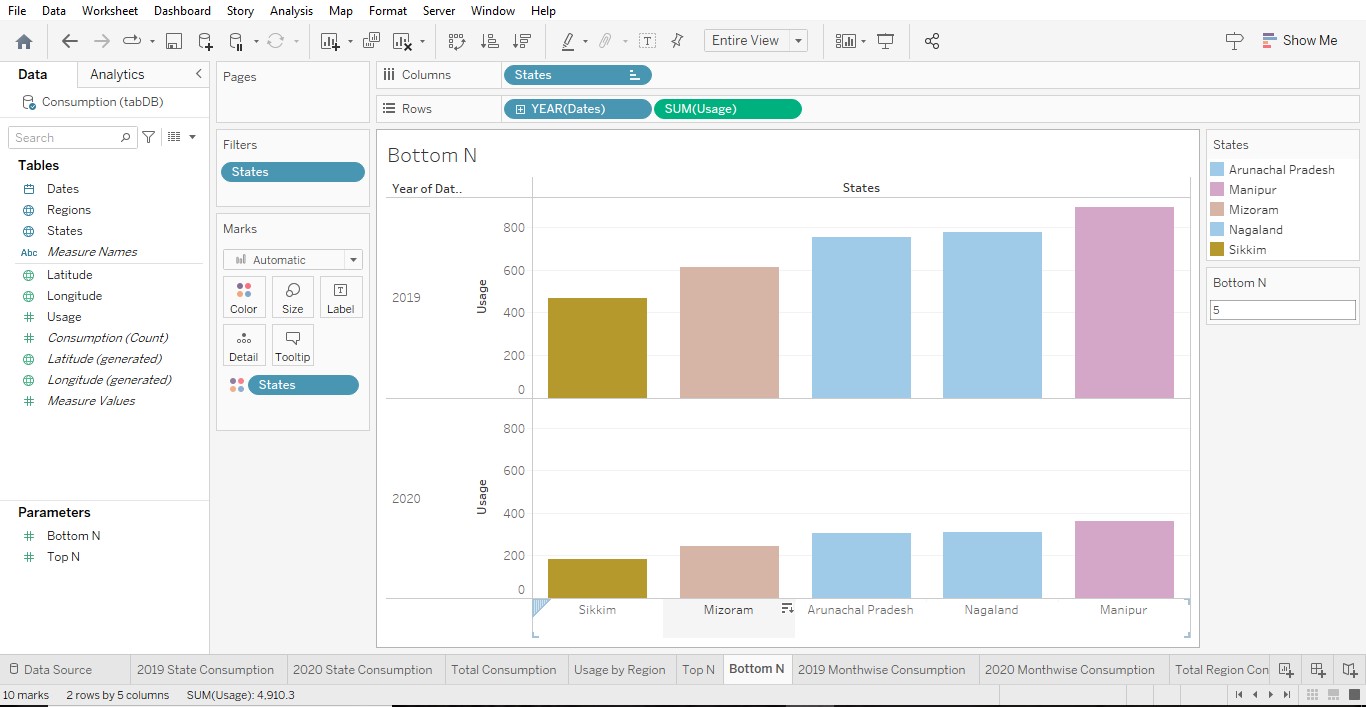 File Data Worksheet Dashboard Story Analysis Map Format Server Window Help
Entire View
Show Me
Data Analytics
Consumption (tabDB)
Search
Tables
Dates
Regions
States
Abc Measure Names
Latitude
Longitude
Usage
Consumption (Count)
Latitude (generated)
Longitude (generated)
Measure Values
Parameters
Bottom N
Top N
Pages
Filters
States
Marks
Automatic
Color Size Label
Detail Tooltip
States
Columns States
Rows YEAR(Dates) SUM(Usage)
Bottom N
Year of Dat.. States
2019
Usage
800
600
400
200
0
2020
Usage
800
600
400
200
0
Sikkim Mizoram Arunachal Pradesh Nagaland Manipur
States
Arunachal Pradesh
Manipur
Mizoram
Nagaland
Sikkim
Bottom N
5
Data Source 2019 State Consumption 2020 State Consumption Total Consumption Usage by Region Top N Bottom N 2019 Monthwise Consumption 2020 Monthwise Consumption Total Region Con
10 marks 2 rows by 5 columns SUM(Usage): 4,910.3